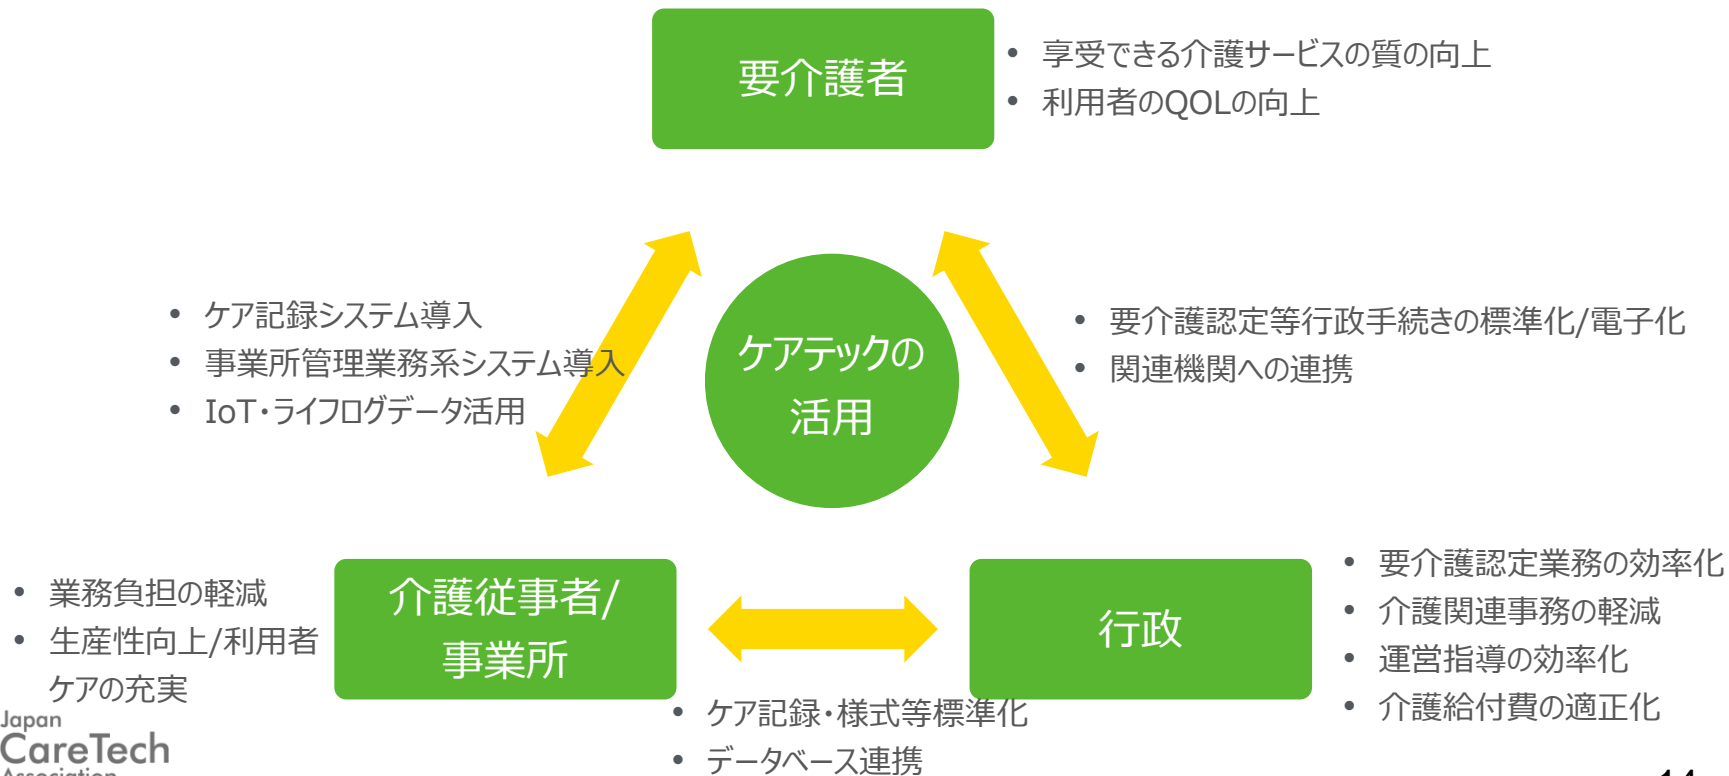 要介護者
• 享受できる介護サービスの質の向上
• 利用者のQOLの向上
• ケア記録システム導入
• 事業所管理業務系システム導入
• IoT・ライフログデータ活用
ケアテックの
活用
• 要介護認定等行政手続きの標準化/電子化
• 関連機関への連携
• 業務負担の軽減
• 生産性向上/利用者
ケアの充実
介護従事者/
事業所
• ケア記録・様式等標準化
• データベース連携
行政
• 要介護認定業務の効率化
• 介護関連事務の軽減
• 運営指導の効率化
• 介護給付費の適正化
Japan
CareTech
Association
14